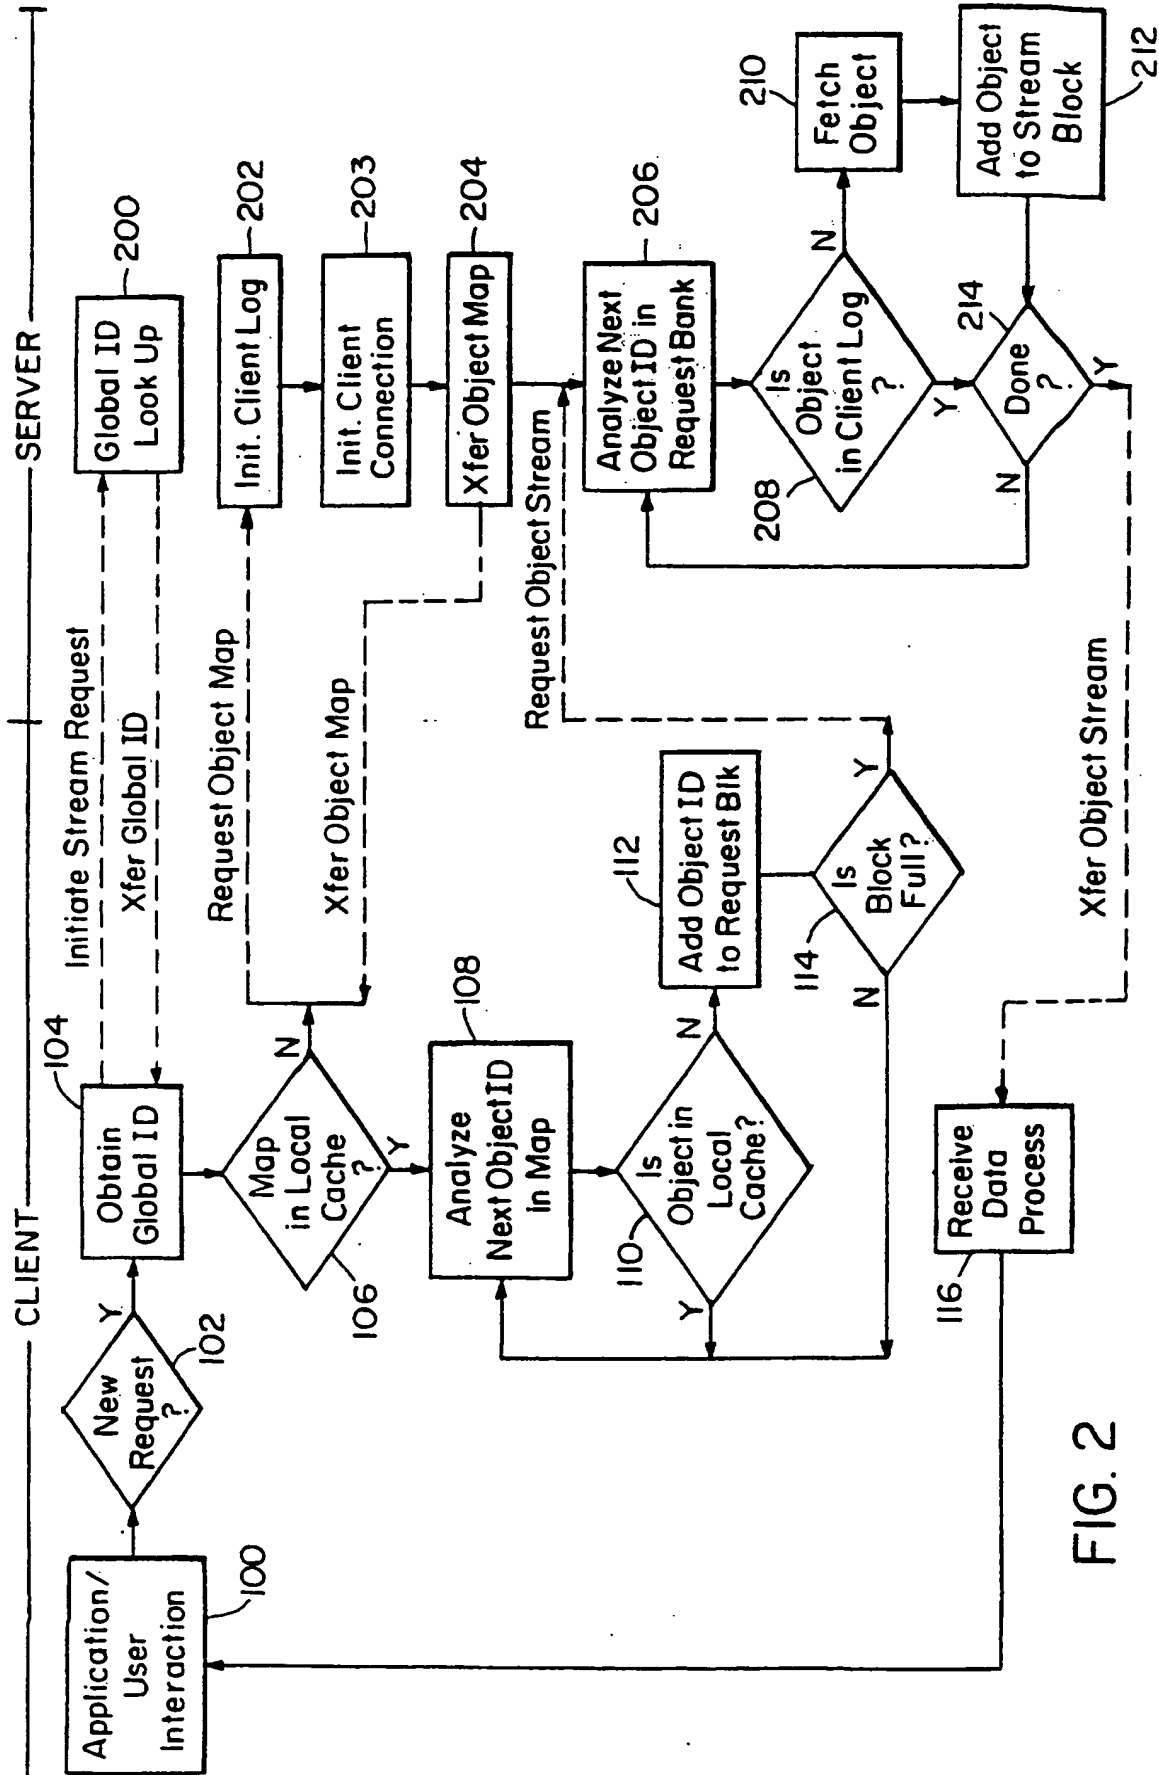 CLIENT
SERVER
Application/
User
Interaction
100
New
Request
?
102
Y
Obtain
Global ID
104
Initiate Stream Request
Xfer Global ID
Global ID
Look Up
200
Map
in Local
Cache
?
106
N
Y
Request Object Map
Xfer Object Map
Init. Client Log
202
Init. Client
Connection
203
Xfer Object Map
204
Analyze
Next Object ID
in Map
108
Is
Object in
Local
Cache?
110
N
Y
Add Object ID
to Request Blk
112
Is
Block
Full?
114
Y
N
Request Object Stream
Analyze Next
Object ID in
Request Bank
206
Is
Object
in Client Log
?
208
N
Y
Fetch
Object
210
Add Object
to Stream
Block
212
Done
?
214
N
Y
Xfer Object Stream
Receive
Data
Process
116
FIG. 2